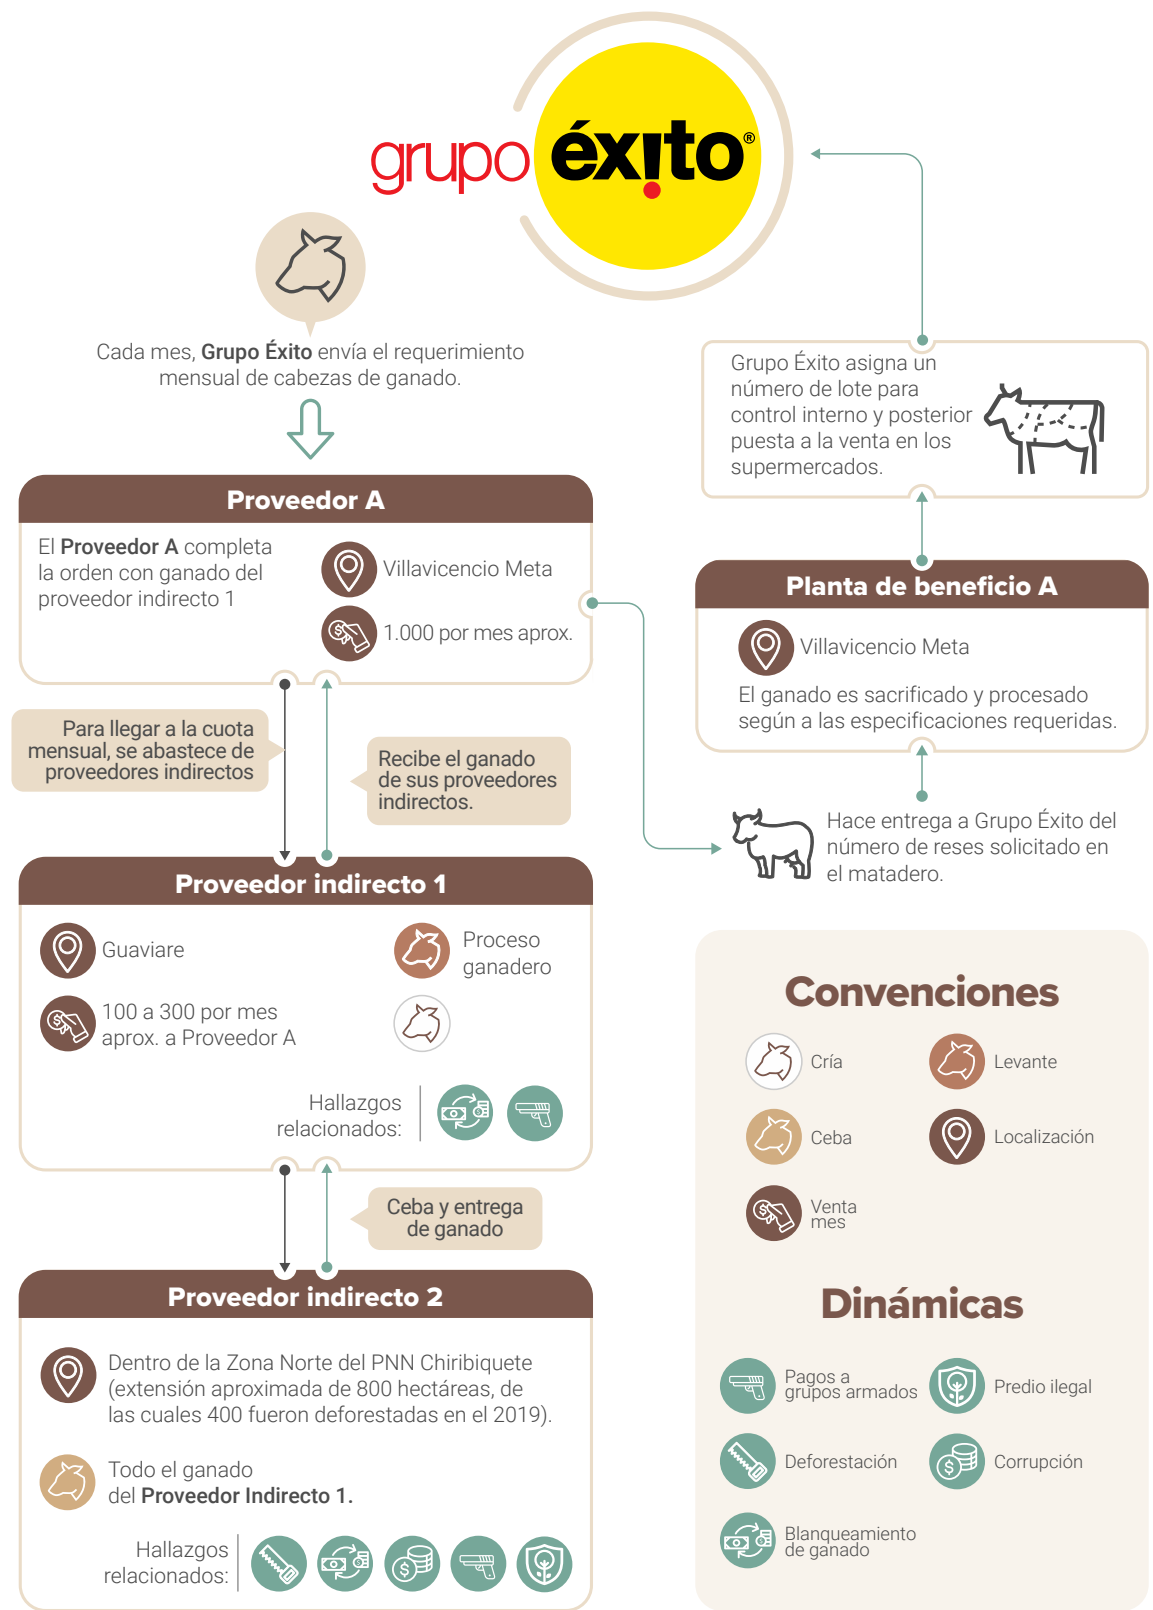 grupo éxito®
Cada mes, Grupo Éxito envía el requerimiento
mensual de cabezas de ganado.
Proveedor A
El Proveedor A completa
la orden con ganado del
proveedor indirecto 1
Villavicencio Meta
1.000 por mes aprox.
Para llegar a la cuota
mensual, se abastece de
proveedores indirectos
Recibe el ganado
de sus proveedores
indirectos.
Proveedor indirecto 1
Guaviare
100 a 300 por mes
aprox. a Proveedor A
Proceso
ganadero
Hallazgos
relacionados:
Ceba y entrega
de ganado
Proveedor indirecto 2
Dentro de la Zona Norte del PNN Chiribiquete
(extensión aproximada de 800 hectáreas, de
las cuales 400 fueron deforestadas en el 2019).
Todo el ganado
del Proveedor Indirecto 1.
Hallazgos
relacionados:
Grupo Éxito asigna un
número de lote para
control interno y posterior
puesta a la venta en los
supermercados.
Planta de beneficio A
Villavicencio Meta
El ganado es sacrificado y procesado
según a las especificaciones requeridas.
Hace entrega a Grupo Éxito del
número de reses solicitado en
el matadero.
Convenciones
Cría
Levante
Ceba
Localización
Venta
mes
Dinámicas
Pagos a
grupos armados
Predio ilegal
Deforestación
Corrupción
Blanqueamiento
de ganado